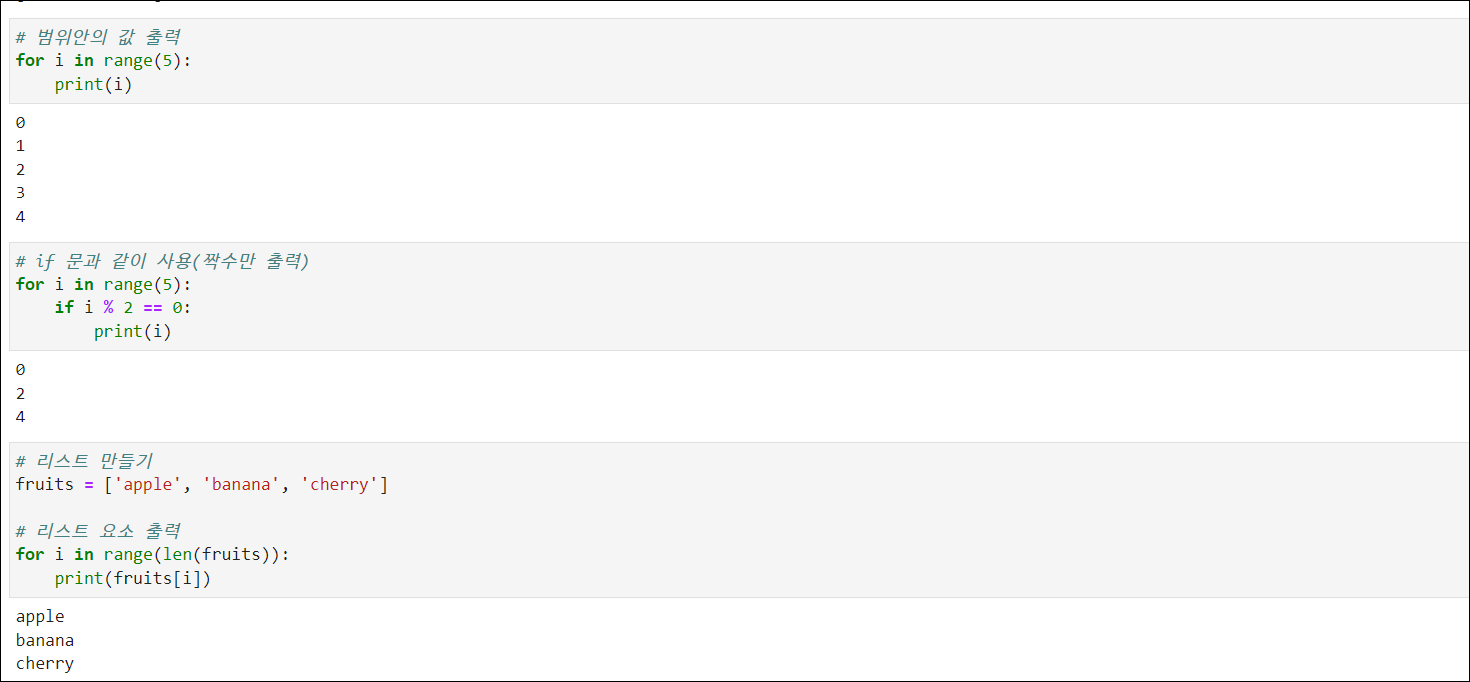 # 범위안의 값 출력
for i in range(5):
    print(i)
0
1
2
3
4
# if 문과 같이 사용(짝수만 출력)
for i in range(5):
    if i % 2 == 0:
        print(i)
0
2
4
# 리스트 만들기
fruits = ['apple', 'banana', 'cherry']
# 리스트 요소 출력
for i in range(len(fruits)):
    print(fruits[i])
apple
banana
cherry